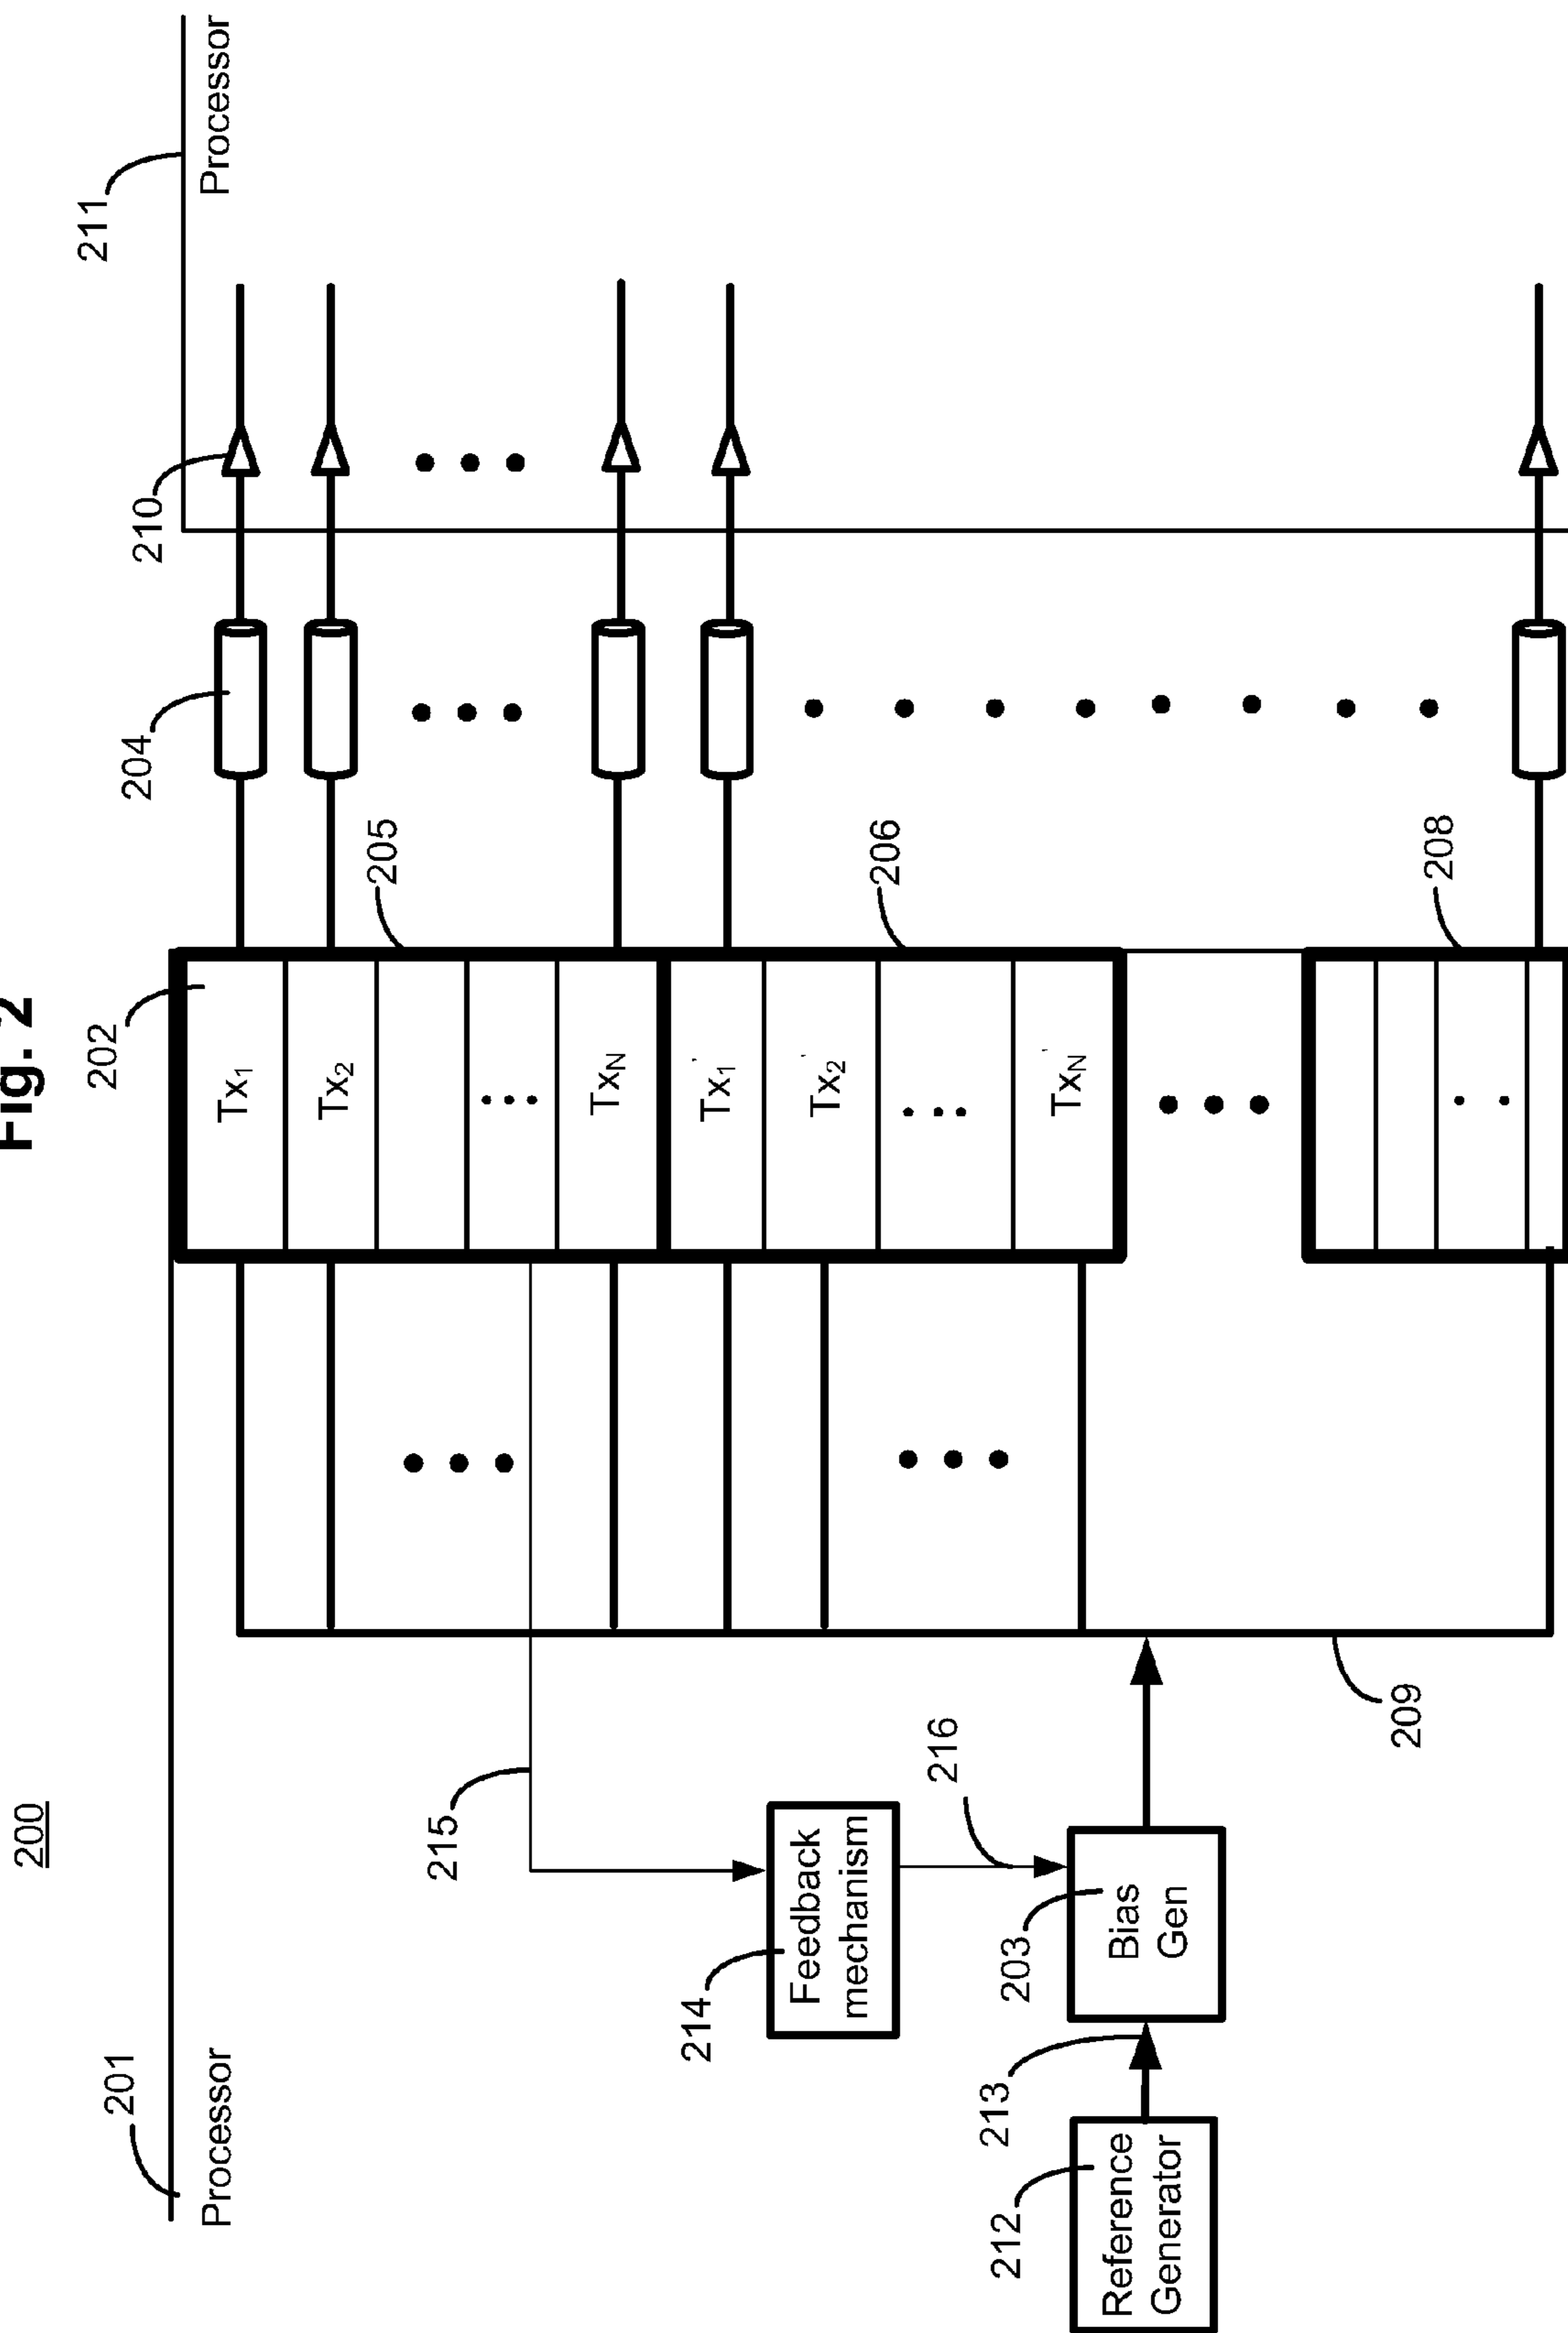 Fig. 2
200
201
Processor
202
204
210
211
Processor
Tx1
Tx2
...
TxN
205
215
Tx1'
Tx2'
...
TxN'
206
214
Feedback
mechanism
216
203
Bias
Gen
213
212
Reference
Generator
209
208